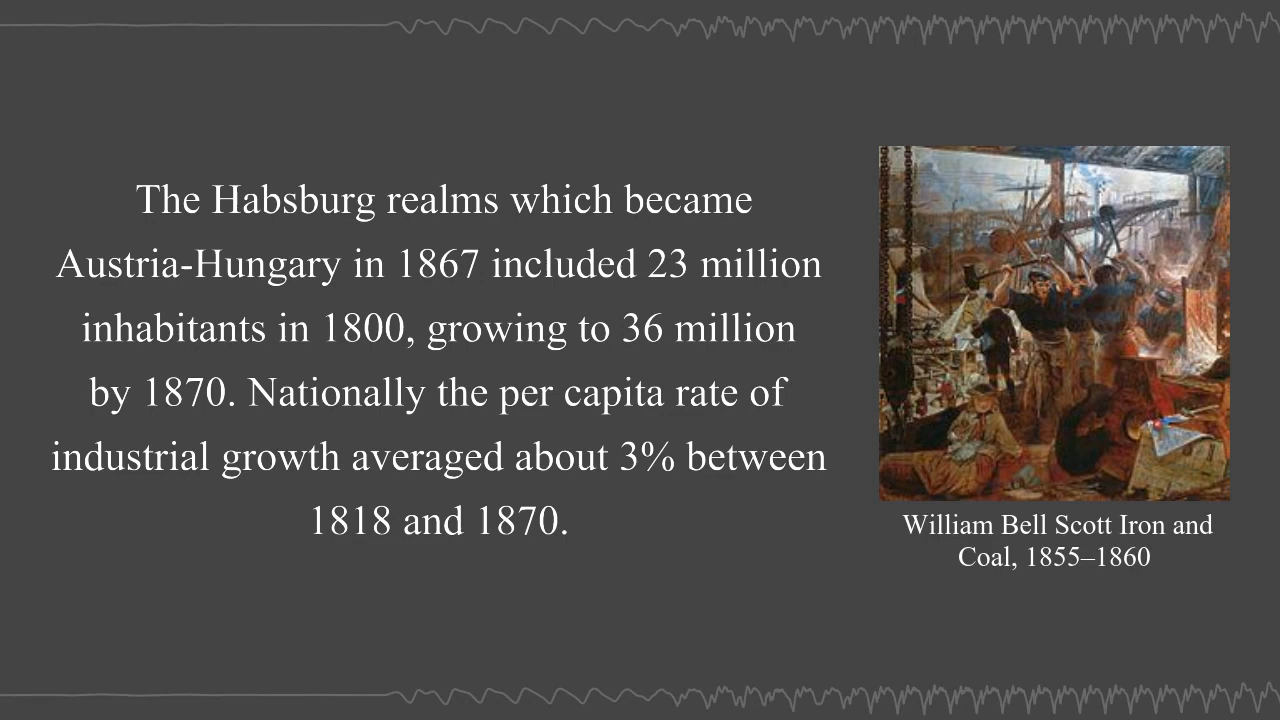 The Habsburg realms which became
Austria-Hungary in 1867 included 23 million
inhabitants in 1800, growing to 36 million
by 1870. Nationally the per capita rate of
industrial growth averaged about 3% between
1818 and 1870.
William Bell Scott Iron and
Coal, 1855–1860